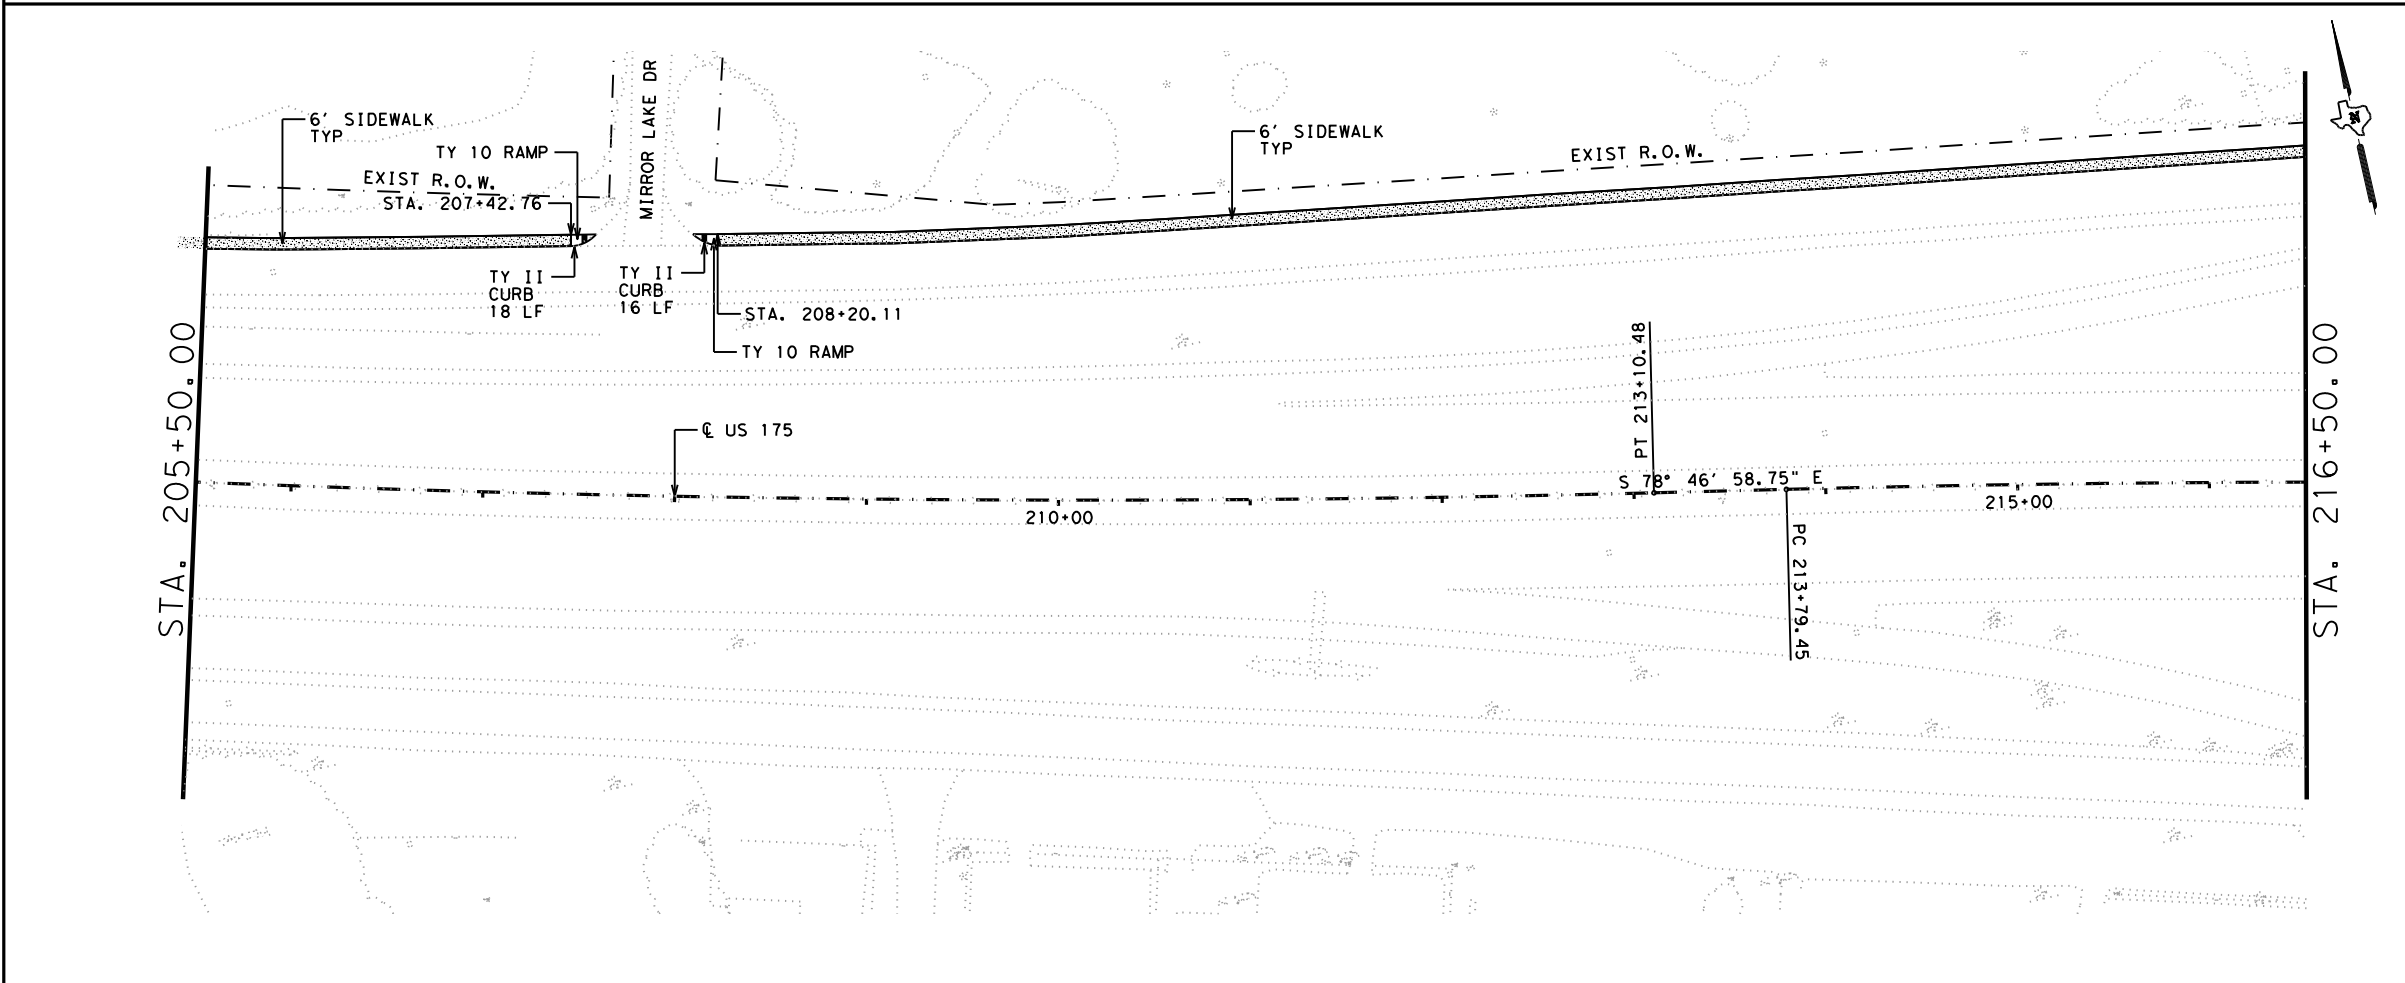 6' SIDEWALK
TYP
TY 10 RAMP
EXIST R.O.W.
STA. 207+42.76
MIRROR LAKE DR
6' SIDEWALK
TYP
EXIST R.O.W.
TY II
CURB
18 LF
TY II
CURB
16 LF
STA. 208+20.11
TY 10 RAMP
STA. 205+50.00
℄ US 175
PT 213+10.48
S 78° 46' 58.75" E
210+00
215+00
PC 213+79.45
STA. 216+50.00